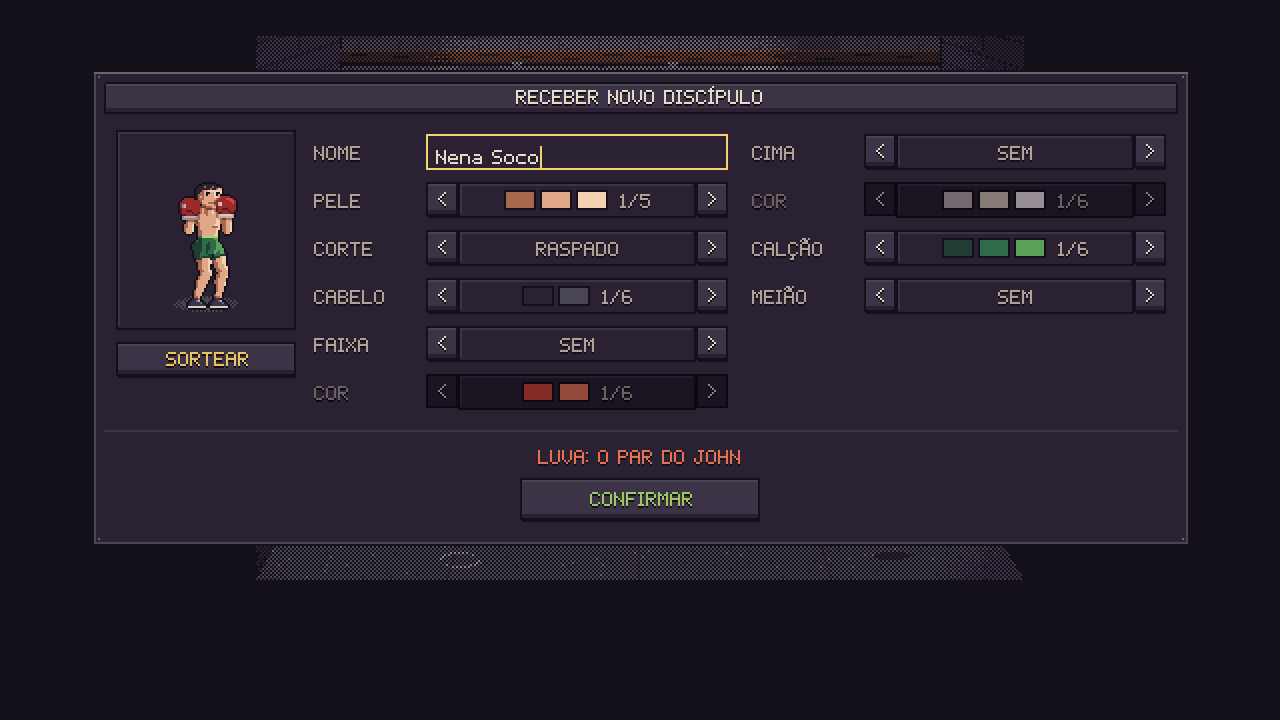 RECEBER NOVO DISCÍPULO
NOME
Nena Soco
PELE
< 1/5 >
CORTE
< RASPADO >
CABELO
< 1/6 >
FAIXA
< SEM >
COR
< 1/6 >
CIMA
< SEM >
COR
< 1/6 >
CALÇÃO
< 1/6 >
MEIÃO
< SEM >
SORTEAR
LUVA: O PAR DO JOHN
CONFIRMAR